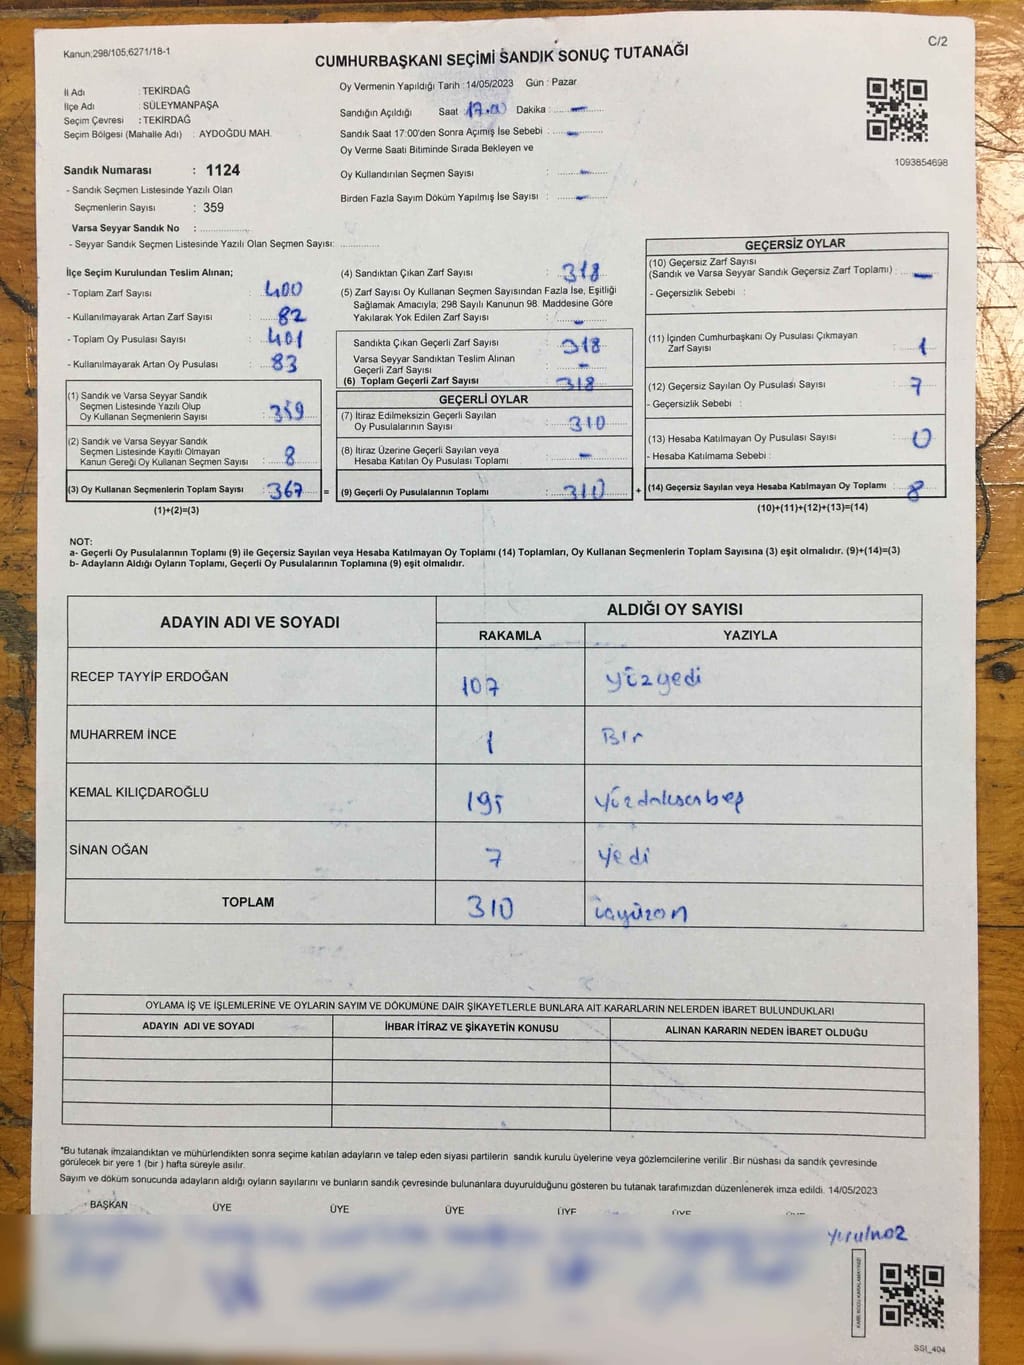 Kanun;298/105,6271/18-1
C/2
CUMHURBAŞKANI SEÇİMİ SANDIK SONUÇ TUTANAĞI
İl Adı : TEKİRDAĞ
İlçe Adı : SÜLEYMANPAŞA
Seçim Çevresi : TEKİRDAĞ
Seçim Bölgesi (Mahalle Adı) : AYDOĞDU MAH.
Sandık Numarası : 1124
- Sandık Seçmen Listesinde Yazılı Olan
Seçmenlerin Sayısı : 359
Varsa Seyyar Sandık No : ................
- Seyyar Sandık Seçmen Listesinde Yazılı Olan Seçmen Sayısı: ............
Oy Vermenin Yapıldığı Tarih : 14/05/2023 Gün : Pazar
Sandığın Açıldığı Saat 17.00 Dakika : –
Sandık Saat 17:00'den Sonra Açımış İse Sebebi : –
Oy Verme Saati Bitiminde Sırada Bekleyen ve
Oy Kullandırılan Seçmen Sayısı : –
Birden Fazla Sayım Döküm Yapılmış İse Sayısı : –
1093854698
İlçe Seçim Kurulundan Teslim Alınan;
- Toplam Zarf Sayısı : 400
- Kullanılmayarak Artan Zarf Sayısı : 82
- Toplam Oy Pusulası Sayısı : 401
- Kullanılmayarak Artan Oy Pusulası : 83
(1) Sandık ve Varsa Seyyar Sandık
Seçmen Listesinde Yazılı Olup
Oy Kullanan Seçmenlerin Sayısı : 359
(2) Sandık ve Varsa Seyyar Sandık
Seçmen Listesinde Kayıtlı Olmayan
Kanun Gereği Oy Kullanan Seçmen Sayısı : 8
(3) Oy Kullanan Seçmenlerin Toplam Sayısı : 367 =
(1)+(2)=(3)
(4) Sandıktan Çıkan Zarf Sayısı : 318
(5) Zarf Sayısı Oy Kullanan Seçmen Sayısından Fazla İse, Eşitliği
Sağlamak Amacıyla; 298 Sayılı Kanunun 98. Maddesine Göre
Yakılarak Yok Edilen Zarf Sayısı : –
Sandıkta Çıkan Geçerli Zarf Sayısı : 318
Varsa Seyyar Sandıktan Teslim Alınan
Geçerli Zarf Sayısı : –
(6) Toplam Geçerli Zarf Sayısı : 318
GEÇERLİ OYLAR
(7) İtiraz Edilmeksizin Geçerli Sayılan
Oy Pusulalarının Sayısı : 310
(8) İtiraz Üzerine Geçerli Sayılan veya
Hesaba Katılan Oy Pusulası Toplamı : –
(9) Geçerli Oy Pusulalarının Toplamı : 310 +
GEÇERSİZ OYLAR
(10) Geçersiz Zarf Sayısı
(Sandık ve Varsa Seyyar Sandık Geçersiz Zarf Toplamı) : –
- Geçersizlik Sebebi :
(11) İçinden Cumhurbaşkanı Oy Pusulası Çıkmayan
Zarf Sayısı : 1
(12) Geçersiz Sayılan Oy Pusulası Sayısı : 7
- Geçersizlik Sebebi :
(13) Hesaba Katılmayan Oy Pusulası Sayısı : 0
- Hesaba Katılmama Sebebi :
(14) Geçersiz Sayılan veya Hesaba Katılmayan Oy Toplamı : 8
(10)+(11)+(12)+(13)=(14)
NOT:
a- Geçerli Oy Pusulalarının Toplamı (9) ile Geçersiz Sayılan veya Hesaba Katılmayan Oy Toplamı (14) Toplamları, Oy Kullanan Seçmenlerin Toplam Sayısına (3) eşit olmalıdır. (9)+(14)=(3)
b- Adayların Aldığı Oyların Toplamı, Geçerli Oy Pusulalarının Toplamına (9) eşit olmalıdır.
ADAYIN ADI VE SOYADI ALDIĞI OY SAYISI
RAKAMLA YAZIYLA
RECEP TAYYİP ERDOĞAN 107 yüzyedi
MUHARREM İNCE 1 Bir
KEMAL KILIÇDAROĞLU 195
SİNAN OĞAN 7 yedi
TOPLAM 310 üçyüzon
OYLAMA İŞ VE İŞLEMLERİNE VE OYLARIN SAYIM VE DÖKÜMÜNE DAİR ŞİKAYETLERLE BUNLARA AİT KARARLARIN NELERDEN İBARET BULUNDUKLARI
ADAYIN ADI VE SOYADI İHBAR İTİRAZ VE ŞİKAYETİN KONUSU ALINAN KARARIN NEDEN İBARET OLDUĞU
*Bu tutanak imzalandıktan ve mühürlendikten sonra seçime katılan adayların ve talep eden siyasi partilerin sandık kurulu üyelerine veya gözlemcilerine verilir .Bir nüshası da sandık çevresinde
görülecek bir yere 1 (bir ) hafta süreyle asılır.
Sayım ve döküm sonucunda adayların aldığı oyların sayılarını ve bunların sandık çevresinde bulunanlara duyurulduğunu gösteren bu tutanak tarafımızdan düzenlenerek imza edildi. 14/05/2023
BAŞKAN ÜYE ÜYE ÜYE ÜYE ÜYE
SSI_404